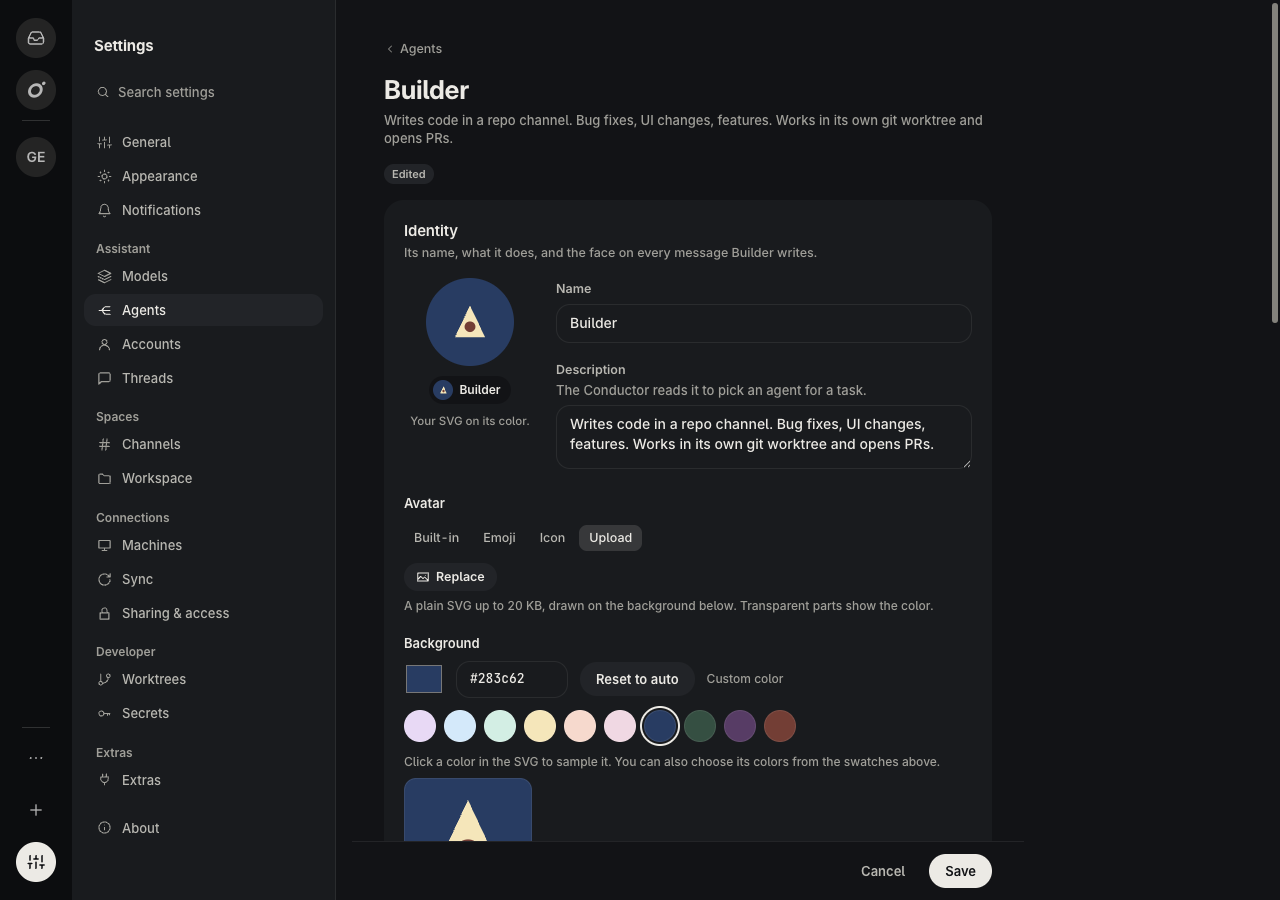 Settings
Search settings
GE
General
Appearance
Notifications
Assistant
Models
Agents
Accounts
Threads
Spaces
Channels
Workspace
Connections
Machines
Sync
Sharing & access
Developer
Worktrees
Secrets
Extras
Extras
About
Agents
Builder
Writes code in a repo channel. Bug fixes, UI changes, features. Works in its own git worktree and
opens PRs.
Edited
Identity
Its name, what it does, and the face on every message Builder writes.
Builder
Your SVG on its color.
Name
Builder
Description
The Conductor reads it to pick an agent for a task.
Writes code in a repo channel. Bug fixes, UI changes,
features. Works in its own git worktree and opens PRs.
Avatar
Built-in Emoji Icon Upload
Replace
A plain SVG up to 20 KB, drawn on the background below. Transparent parts show the color.
Background
#283c62 Reset to auto Custom color
Click a color in the SVG to sample it. You can also choose its colors from the swatches above.
Cancel Save